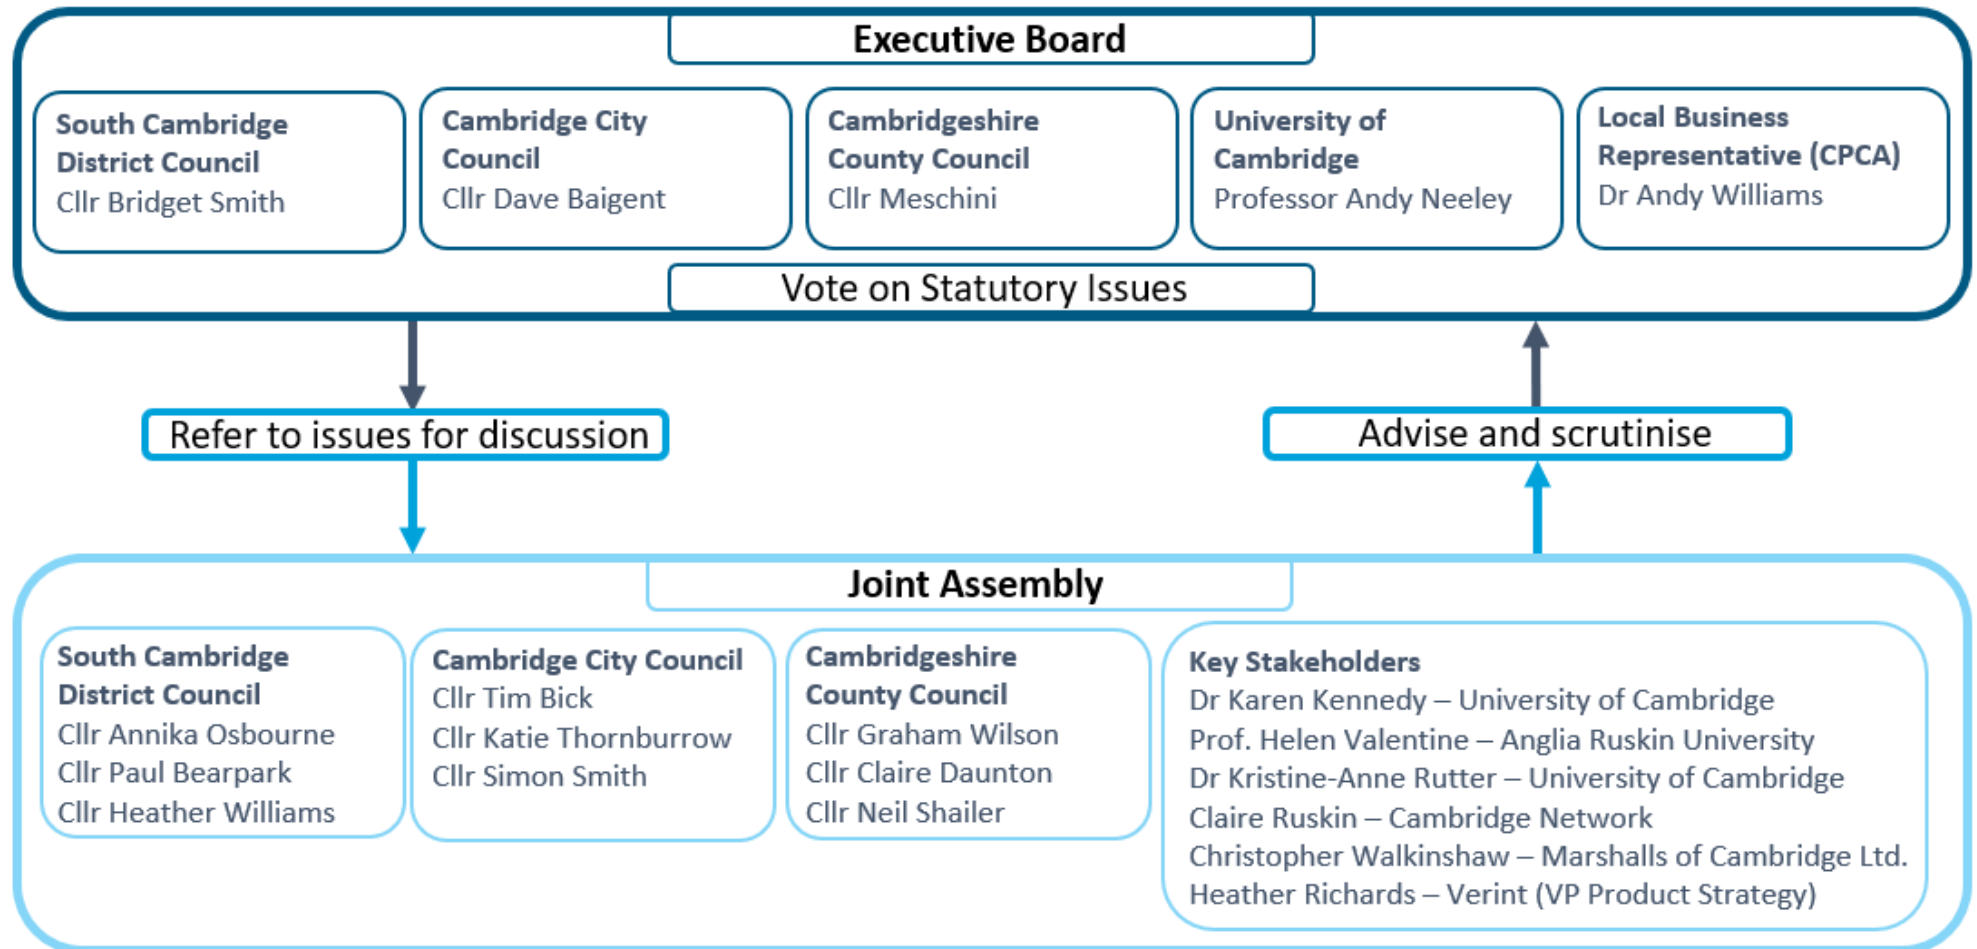 Executive Board
South Cambridge
District Council
Cllr Bridget Smith
Cambridge City
Council
Cllr Dave Baigent
Cambridgeshire
County Council
Cllr Meschini
University of
Cambridge
Professor Andy Neeley
Local Business
Representative (CPCA)
Dr Andy Williams
Vote on Statutory Issues
Refer to issues for discussion
Advise and scrutinise
Joint Assembly
South Cambridge
District Council
Cllr Annika Osbourne
Cllr Paul Bearpark
Cllr Heather Williams
Cambridge City Council
Cllr Tim Bick
Cllr Katie Thornburrow
Cllr Simon Smith
Cambridgeshire
County Council
Cllr Graham Wilson
Cllr Claire Daunton
Cllr Neil Shailer
Key Stakeholders
Dr Karen Kennedy – University of Cambridge
Prof. Helen Valentine – Anglia Ruskin University
Dr Kristine-Anne Rutter – University of Cambridge
Claire Ruskin – Cambridge Network
Christopher Walkinshaw – Marshalls of Cambridge Ltd.
Heather Richards – Verint (VP Product Strategy)